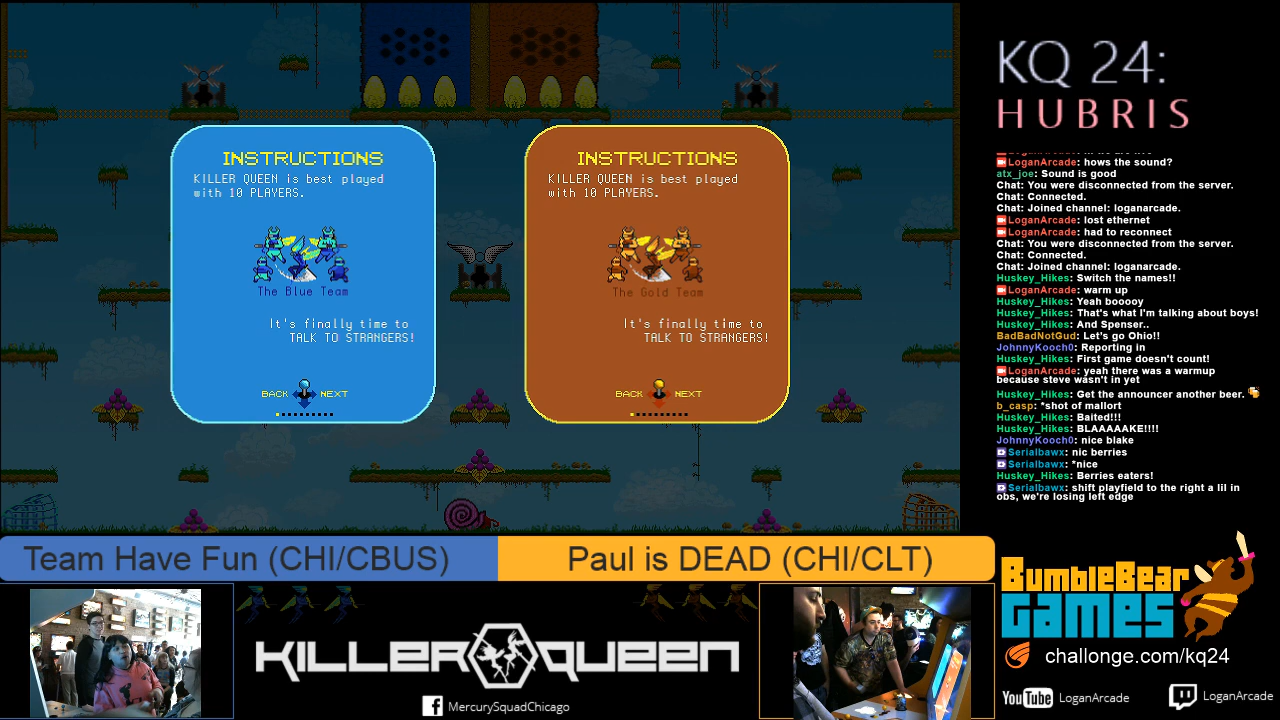 INSTRUCTIONS
KILLER QUEEN is best played
with 10 PLAYERS.
The Blue Team
It's finally time to
TALK TO STRANGERS!
BACK
NEXT
INSTRUCTIONS
KILLER QUEEN is best played
with 10 PLAYERS.
The Gold Team
It's finally time to
TALK TO STRANGERS!
BACK
NEXT
KQ 24:
HUBRIS
LoganArcade: hows the sound?
atx_joe: Sound is good
Chat: You were disconnected from the server.
Chat: Connected.
Chat: Joined channel: loganarcade.
LoganArcade: lost ethernet
LoganArcade: had to reconnect
Chat: You were disconnected from the server.
Chat: Connected.
Chat: Joined channel: loganarcade.
Huskey_Hikes: Switch the names!!
LoganArcade: warm up
Huskey_Hikes: Yeah booooy
Huskey_Hikes: That's what I'm talking about boys!
Huskey_Hikes: And Spenser..
BadBadNotGud: Let's go Ohio!!
JohnnyKooch0: Reporting in
Huskey_Hikes: First game doesn't count!
LoganArcade: yeah there was a warmup
because steve wasn't in yet
Huskey_Hikes: Get the announcer another beer.
b_casp: *shot of mallort
Huskey_Hikes: Baited!!!
Huskey_Hikes: BLAAAAAKE!!!!
JohnnyKooch0: nice blake
Serialbawx: nic berries
Serialbawx: *nice
Huskey_Hikes: Berries eaters!
Serialbawx: shift playfield to the right a lil in
obs, we're losing left edge
Team Have Fun (CHI/CBUS)
Paul is DEAD (CHI/CLT)
KILLER QUEEN
MercurySquadChicago
BumbleBear
Games
challonge.com/kq24
YouTube LoganArcade
LoganArcade